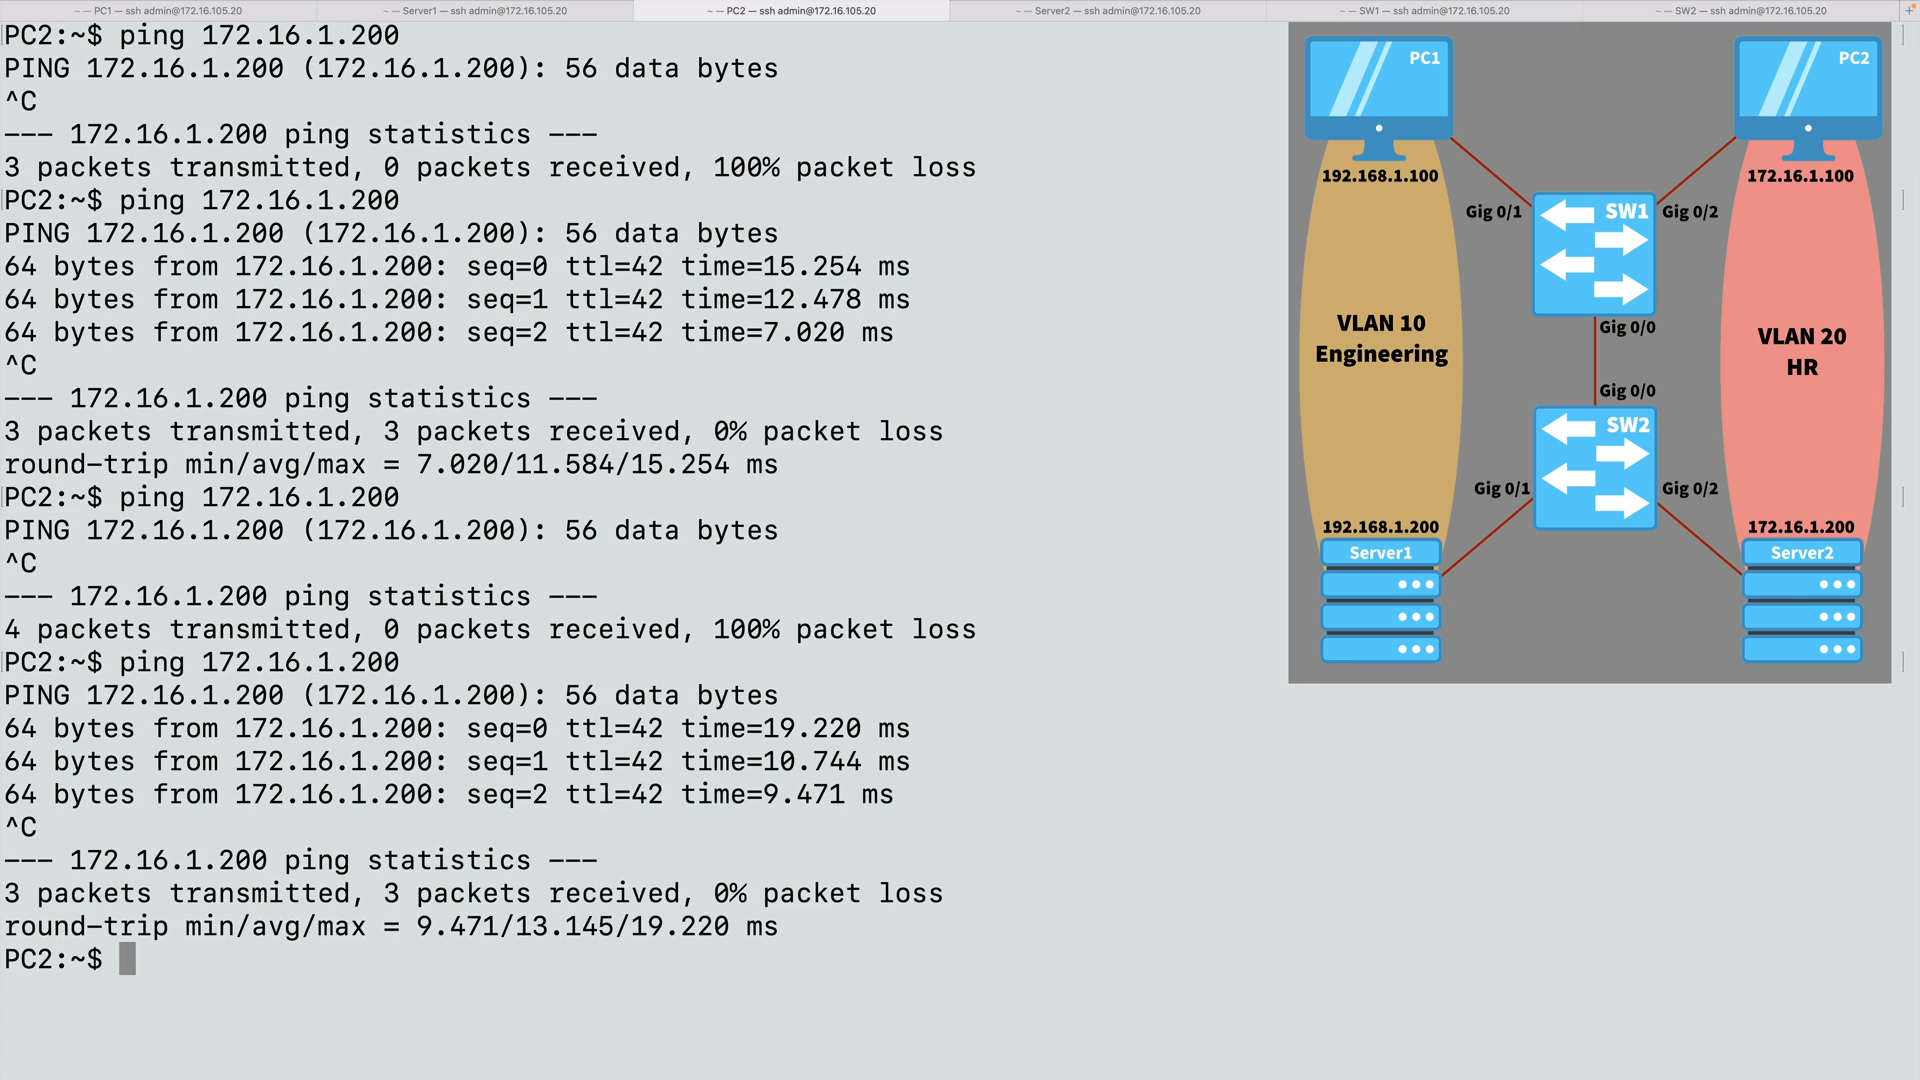 ~ — PC1 — ssh admin@172.16.105.20
~ — Server1 — ssh admin@172.16.105.20
~ — PC2 — ssh admin@172.16.105.20
~ — Server2 — ssh admin@172.16.105.20
~ — SW1 — ssh admin@172.16.105.20
~ — SW2 — ssh admin@172.16.105.20
PC2:~$ ping 172.16.1.200
PING 172.16.1.200 (172.16.1.200): 56 data bytes
^C
--- 172.16.1.200 ping statistics ---
3 packets transmitted, 0 packets received, 100% packet loss
PC2:~$ ping 172.16.1.200
PING 172.16.1.200 (172.16.1.200): 56 data bytes
64 bytes from 172.16.1.200: seq=0 ttl=42 time=15.254 ms
64 bytes from 172.16.1.200: seq=1 ttl=42 time=12.478 ms
64 bytes from 172.16.1.200: seq=2 ttl=42 time=7.020 ms
^C
--- 172.16.1.200 ping statistics ---
3 packets transmitted, 3 packets received, 0% packet loss
round-trip min/avg/max = 7.020/11.584/15.254 ms
PC2:~$ ping 172.16.1.200
PING 172.16.1.200 (172.16.1.200): 56 data bytes
^C
--- 172.16.1.200 ping statistics ---
4 packets transmitted, 0 packets received, 100% packet loss
PC2:~$ ping 172.16.1.200
PING 172.16.1.200 (172.16.1.200): 56 data bytes
64 bytes from 172.16.1.200: seq=0 ttl=42 time=19.220 ms
64 bytes from 172.16.1.200: seq=1 ttl=42 time=10.744 ms
64 bytes from 172.16.1.200: seq=2 ttl=42 time=9.471 ms
^C
--- 172.16.1.200 ping statistics ---
3 packets transmitted, 3 packets received, 0% packet loss
round-trip min/avg/max = 9.471/13.145/19.220 ms
PC2:~$
PC1
PC2
192.168.1.100
172.16.1.100
Gig 0/1
SW1
Gig 0/2
VLAN 10
Engineering
Gig 0/0
VLAN 20
HR
Gig 0/0
SW2
Gig 0/1
Gig 0/2
192.168.1.200
172.16.1.200
Server1
Server2